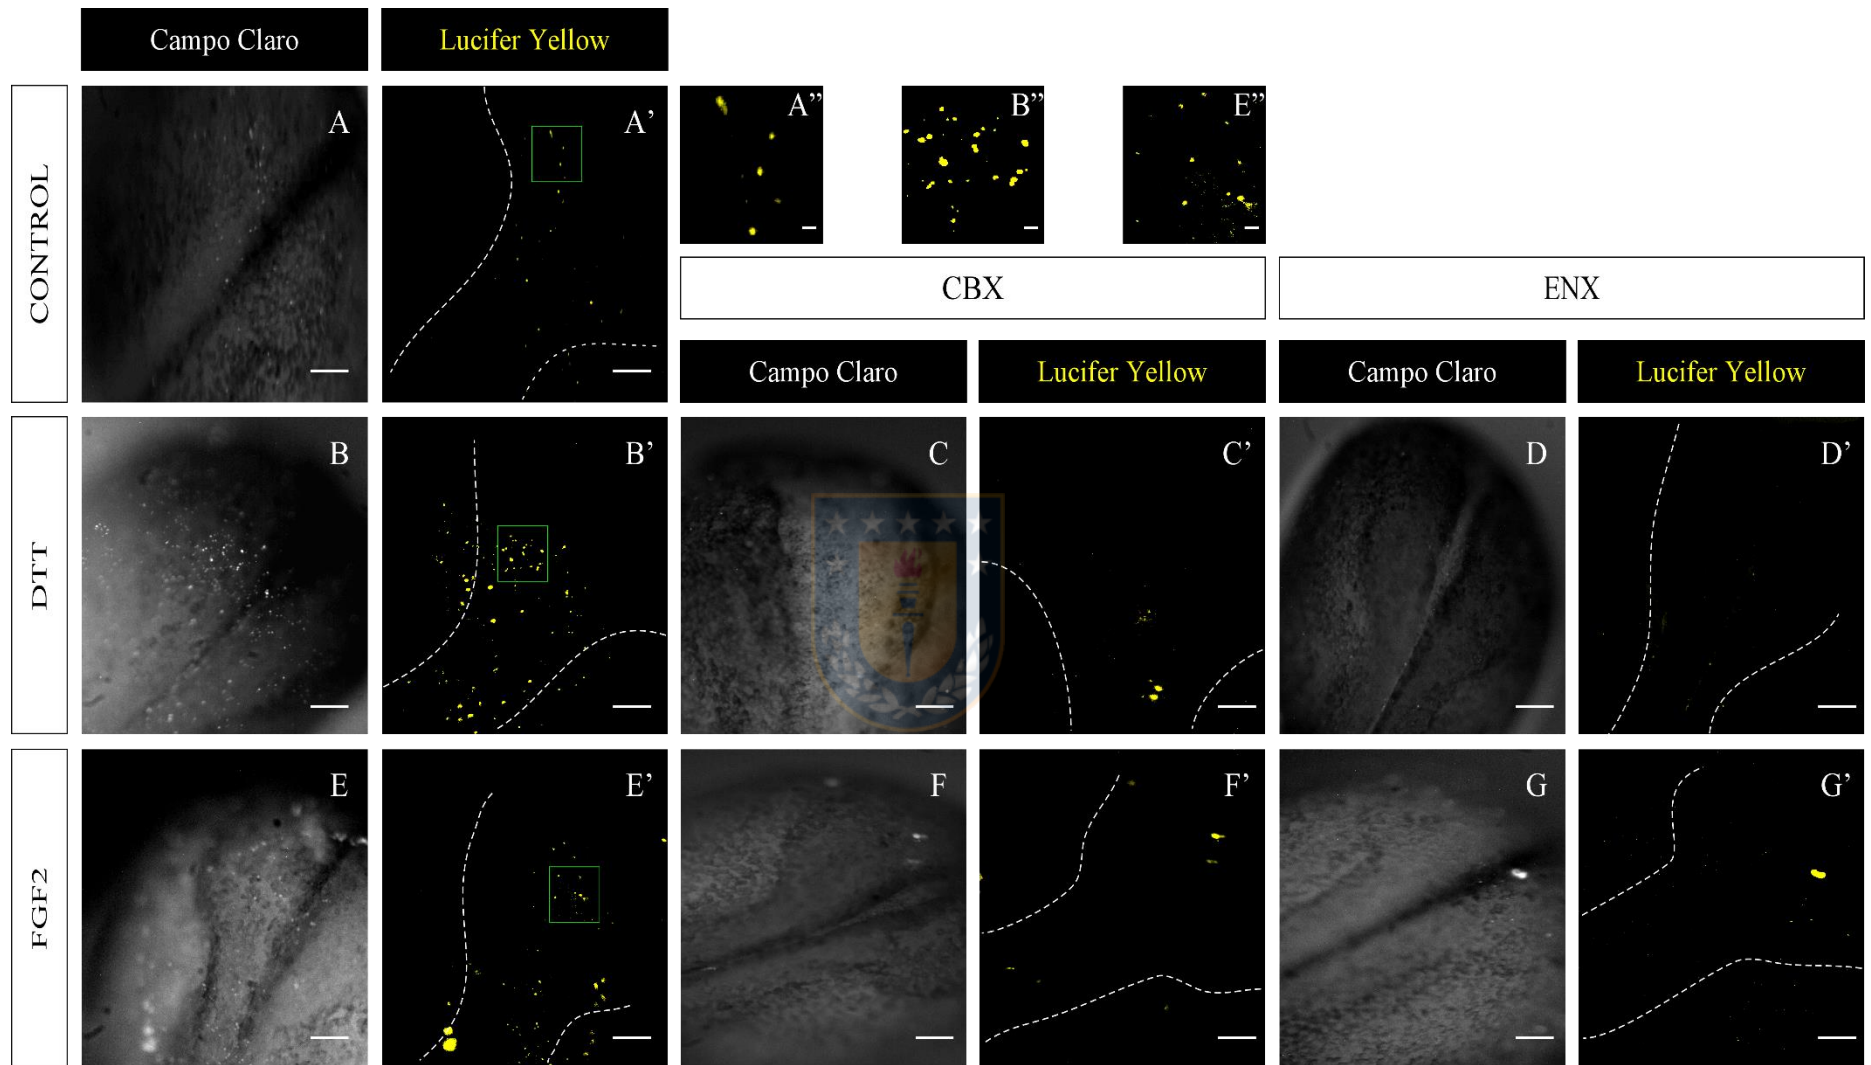 Campo Claro
Lucifer Yellow
CONTROL
A
A’
A”
B”
E”
CBX
ENX
Campo Claro
Lucifer Yellow
Campo Claro
Lucifer Yellow
DTT
B
B’
C
C’
D
D’
FGF2
E
E’
F
F’
G
G’